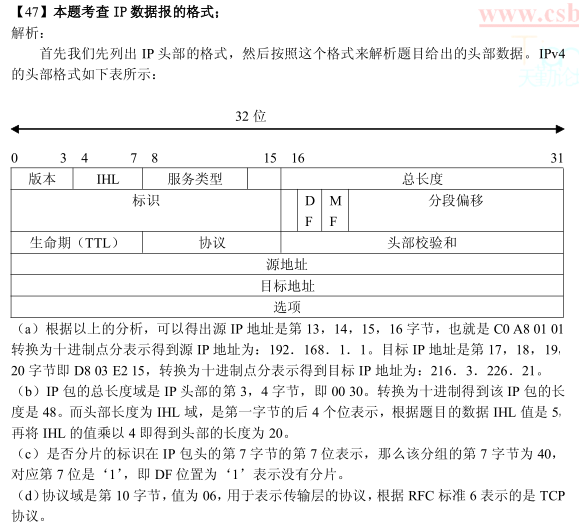 【47】本题考查 IP 数据报的格式;
www.csb
解析：
首先我们先列出 IP 头部的格式，然后按照这个格式来解析题目给出的头部数据。IPv4
的头部格式如下表所示：
32 位
0 3 4 7 8 15 16 31
版本 IHL 服务类型 总长度
标识 D F M F 分段偏移
生命期（TTL） 协议 头部校验和
源地址
目标地址
选项
（a）根据以上的分析，可以得出源 IP 地址是第 13，14，15，16 字节，也就是 C0 A8 01 01
转换为十进制点分表示得到源 IP 地址为：192．168．1．1。目标 IP 地址是第 17，18，19，
20 字节即 D8 03 E2 15，转换为十进制点分表示得到目标 IP 地址为：216．3．226．21。
（b）IP 包的总长度域是 IP 头部的第 3，4 字节，即 00 30。转换为十进制得到该 IP 包的长
度是 48。而头部长度为 IHL 域，是第一字节的后 4 个位表示，根据题目的数据 IHL 值是 5，
再将 IHL 的值乘以 4 即得到头部的长度为 20。
（c）是否分片的标识在 IP 包头的第 7 字节的第 7 位表示，那么该分组的第 7 字节为 40，
对应第 7 位是‘1’，即 DF 位置为‘1’表示没有分片。
（d）协议域是第 10 字节，值为 06，用于表示传输层的协议，根据 RFC 标准 6 表示的是 TCP
协议。